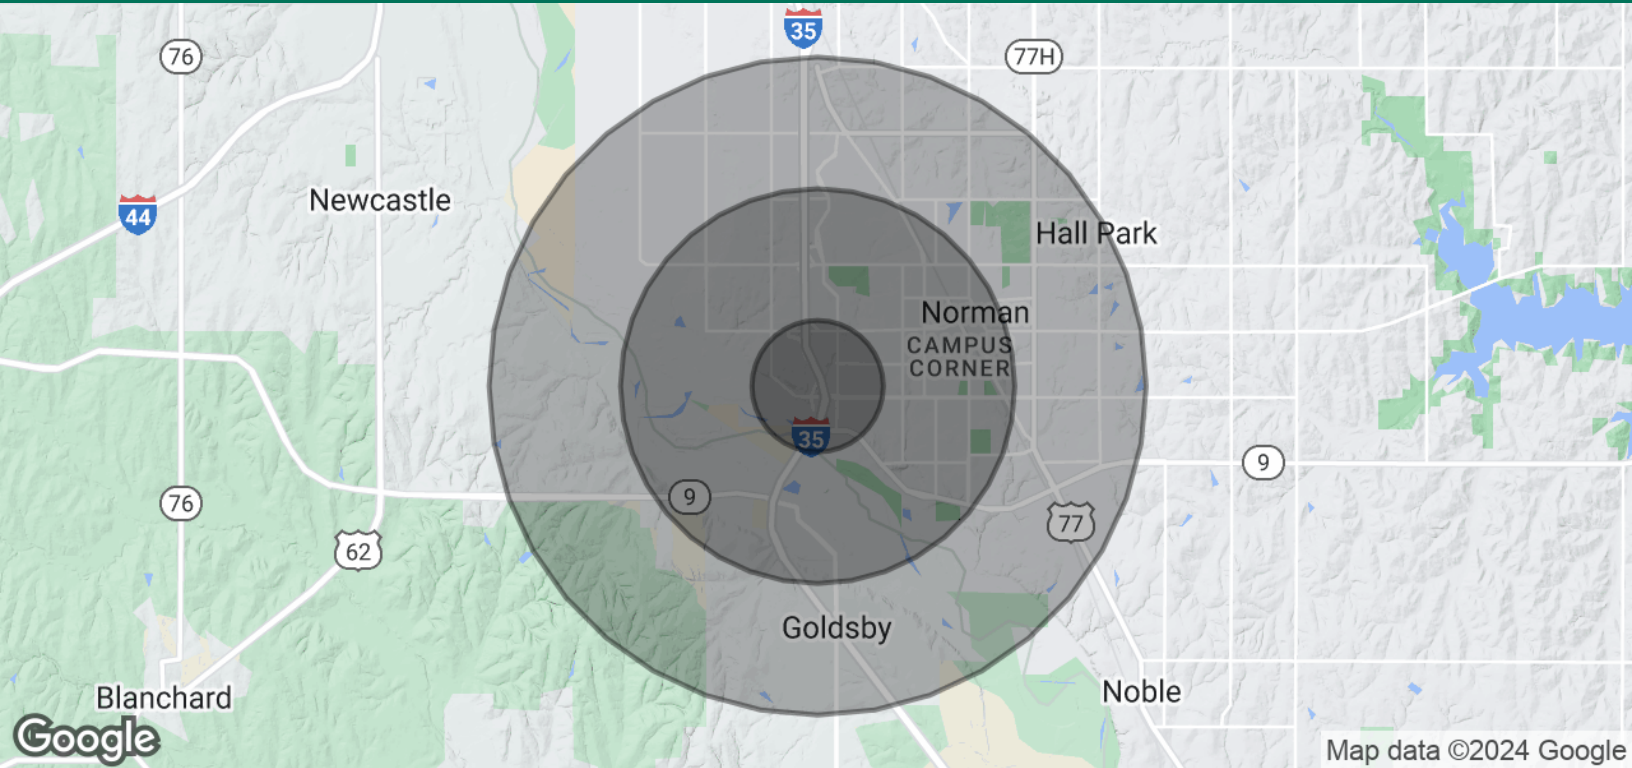 35
76
77H
Newcastle
44
Hall Park
Norman
CAMPUS
CORNER
35
9
9
76
77
62
Goldsby
Blanchard
Noble
Google
Map data ©2024 Google